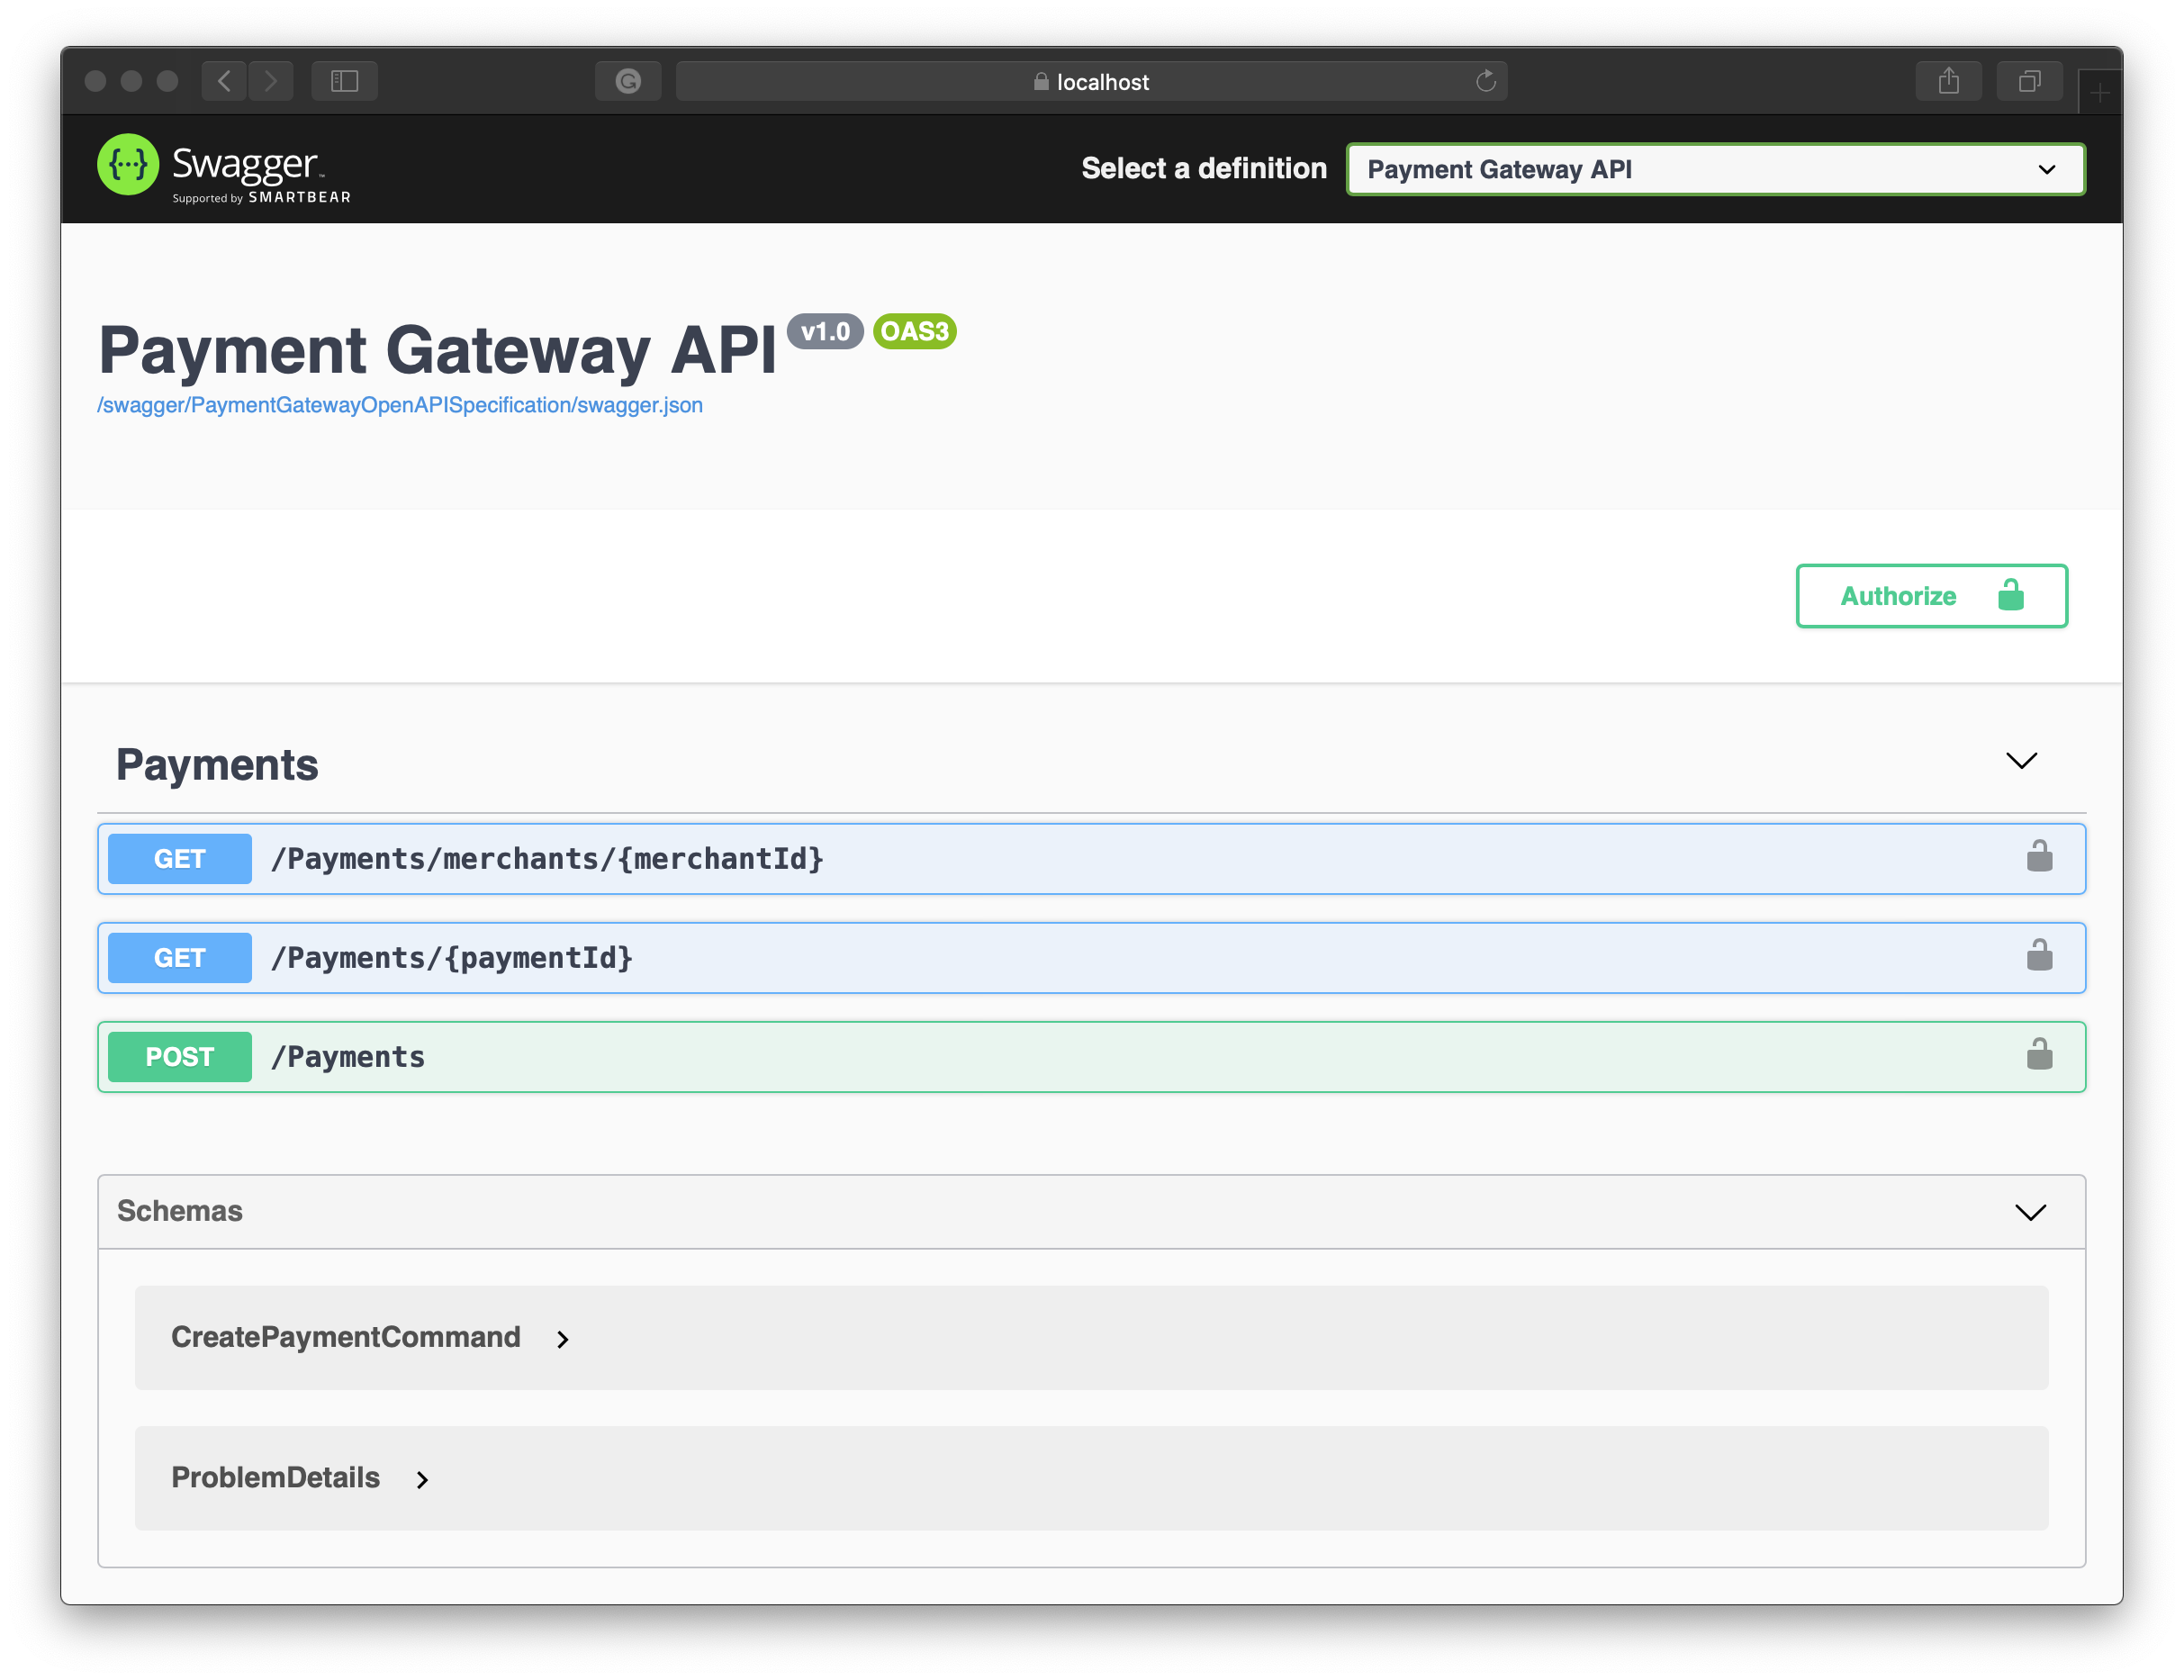 localhost
{···} Swagger™
Supported by SMARTBEAR
Select a definition
Payment Gateway API
Payment Gateway API v1.0 OAS3
/swagger/PaymentGatewayOpenAPISpecification/swagger.json
Authorize
Payments
GET /Payments/merchants/{merchantId}
GET /Payments/{paymentId}
POST /Payments
Schemas
CreatePaymentCommand
ProblemDetails